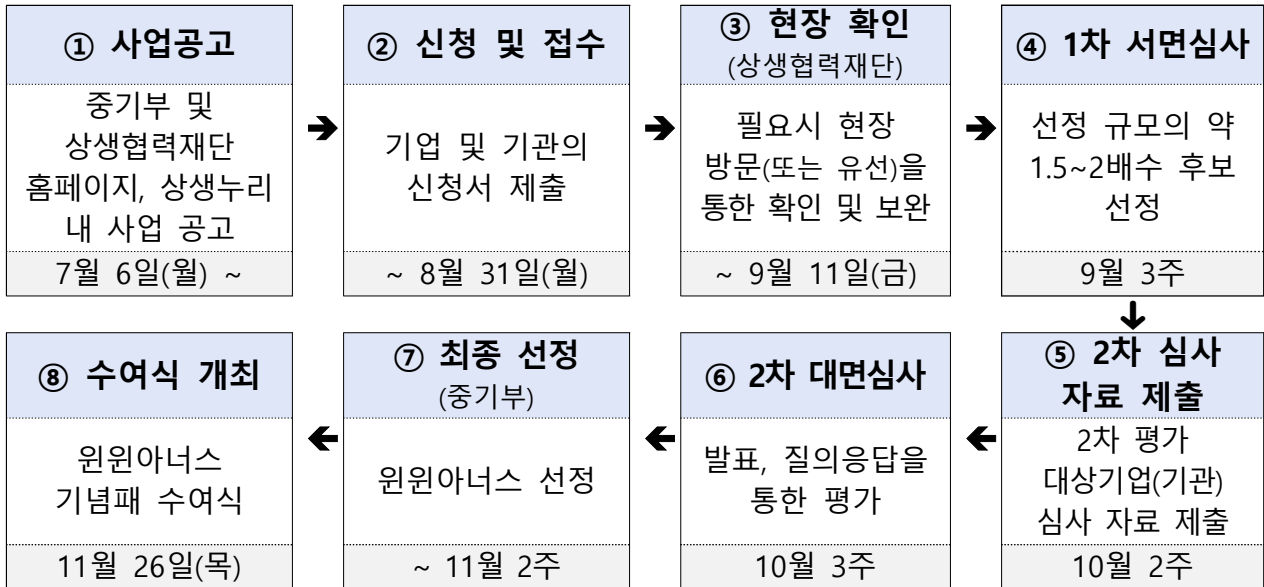 ① 사업공고
중기부 및
상생협력재단
홈페이지, 상생누리
내 사업 공고
7월 6일(월) ~
② 신청 및 접수
기업 및 기관의
신청서 제출
~ 8월 31일(월)
③ 현장 확인
(상생협력재단)
필요시 현장
방문(또는 유선)을
통한 확인 및 보완
~ 9월 11일(금)
④ 1차 서면심사
선정 규모의 약
1.5~2배수 후보
선정
9월 3주
⑤ 2차 심사
자료 제출
2차 평가
대상기업(기관)
심사 자료 제출
10월 2주
⑥ 2차 대면심사
발표, 질의응답을
통한 평가
10월 3주
⑦ 최종 선정
(중기부)
윈윈아너스 선정
~ 11월 2주
⑧ 수여식 개최
윈윈아너스
기념패 수여식
11월 26일(목)